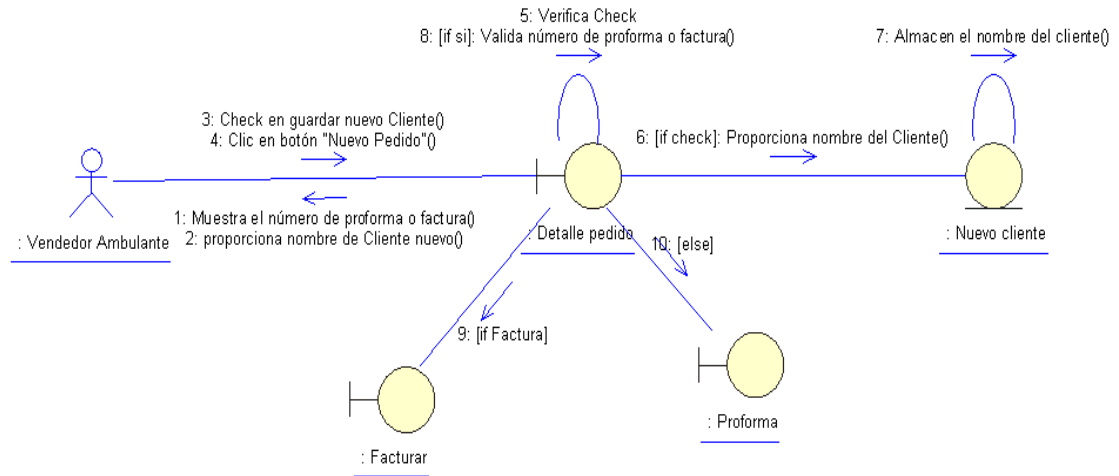 5: Verifica Check
8: [if si]: Valida número de proforma o factura()
7: Almacen el nombre del cliente()
3: Check en guardar nuevo Cliente()
4: Clic en botón "Nuevo Pedido"()
6: [if check]: Proporciona nombre del Cliente()
1: Muestra el número de proforma o factura()
2: proporciona nombre de Cliente nuevo()
: Vendedor Ambulante
: Detalle pedido
: Nuevo cliente
10: [else]
9: [if Factura]
: Proforma
: Facturar